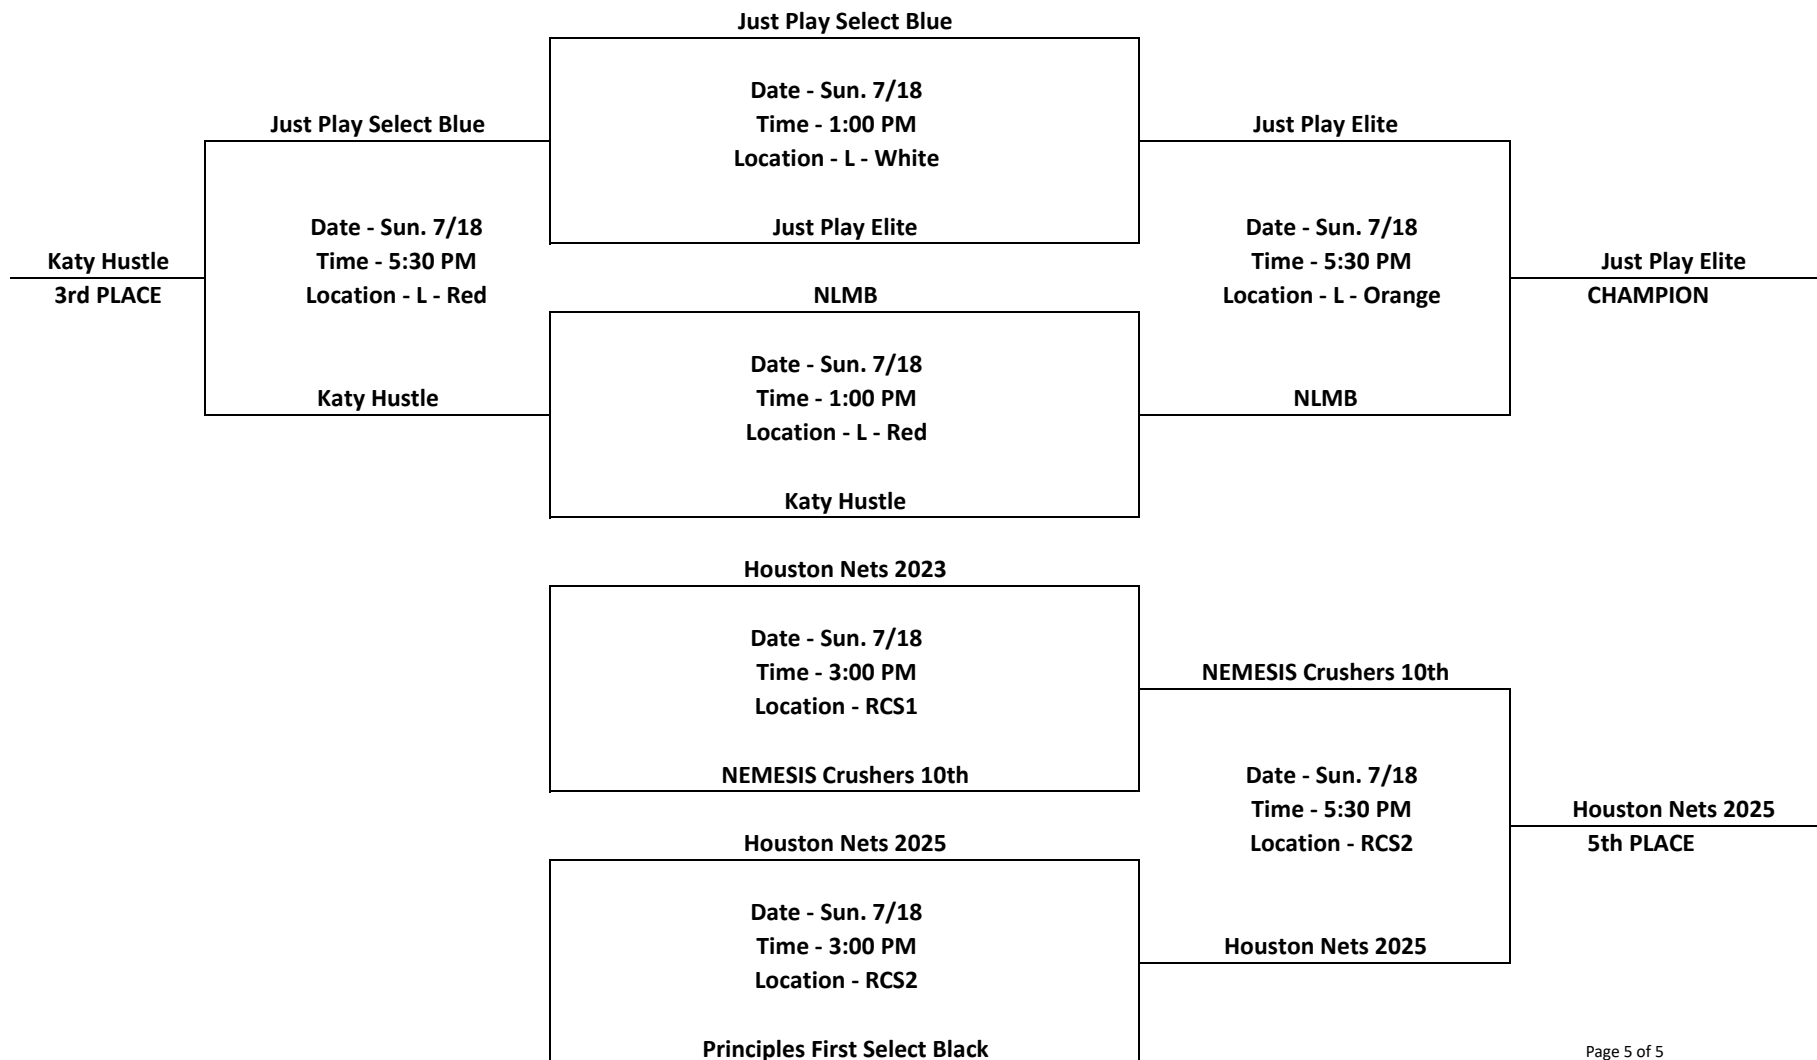 Just Play Select Blue
Date - Sun. 7/18
Time - 1:00 PM
Location - L - White
Just Play Select Blue
Just Play Elite
Just Play Elite
Date - Sun. 7/18
Time - 5:30 PM
Location - L - Red
Katy Hustle
3rd PLACE
Date - Sun. 7/18
Time - 5:30 PM
Location - L - Orange
Just Play Elite
CHAMPION
NLMB
Date - Sun. 7/18
Time - 1:00 PM
Location - L - Red
Katy Hustle
NLMB
Katy Hustle
Houston Nets 2023
Date - Sun. 7/18
Time - 3:00 PM
Location - RCS1
NEMESIS Crushers 10th
NEMESIS Crushers 10th
Date - Sun. 7/18
Time - 5:30 PM
Location - RCS2
Houston Nets 2025
5th PLACE
Houston Nets 2025
Date - Sun. 7/18
Time - 3:00 PM
Location - RCS2
Houston Nets 2025
Principles First Select Black
Page 5 of 5